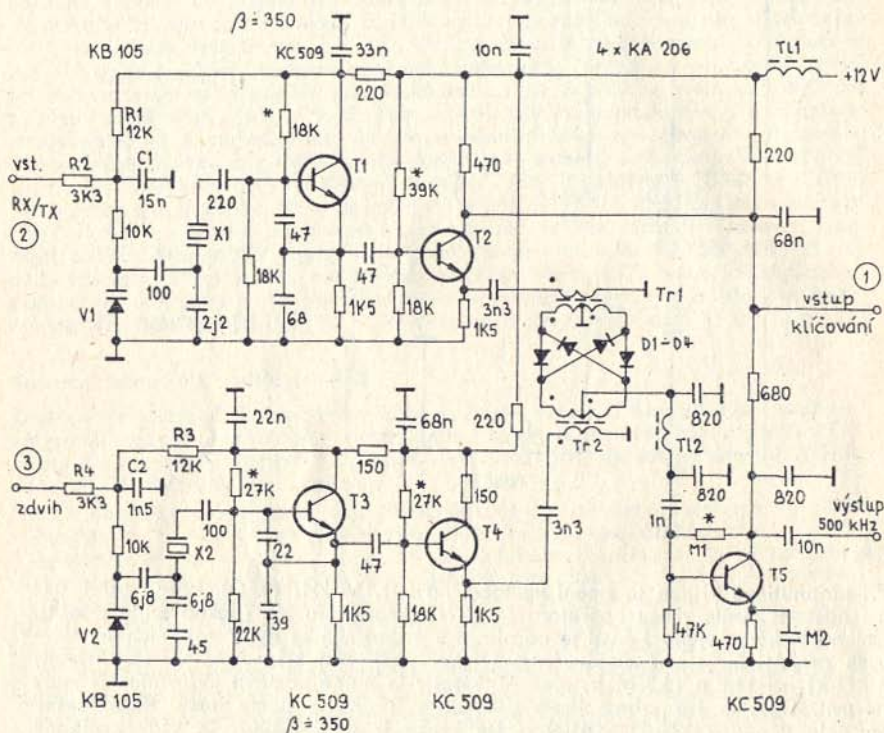 β≐350
KB 105
KC 509
33n
10n
4 x KA 206
TL1
+12V
220
R1
12K
*
18K
T1
*
39K
470
220
vst.
R2
3K3
C1
15n
220
RX/TX
2
10K
X1
47
47
T2
68n
1
100
18K
3n3
Tr1
vstup
klíčování
V1
2j2
68
1K5
18K
1K5
D1÷D4
22n
68n
220
820
680
R3
12K
150
Tr2
TL2
3
R4
3K3
C2
1n5
*
27K
T3
*
27K
150
820
820
zdvih
100
1n
výstup
500 kHz
10K
X2
22
47
T4
3n3
*
M1
10n
T5
6j8
6j8
39
1K5
18K
1K5
47K
470
M2
V2
45
22K
KB 105
KC 509
KC 509
KC 509
β≐350